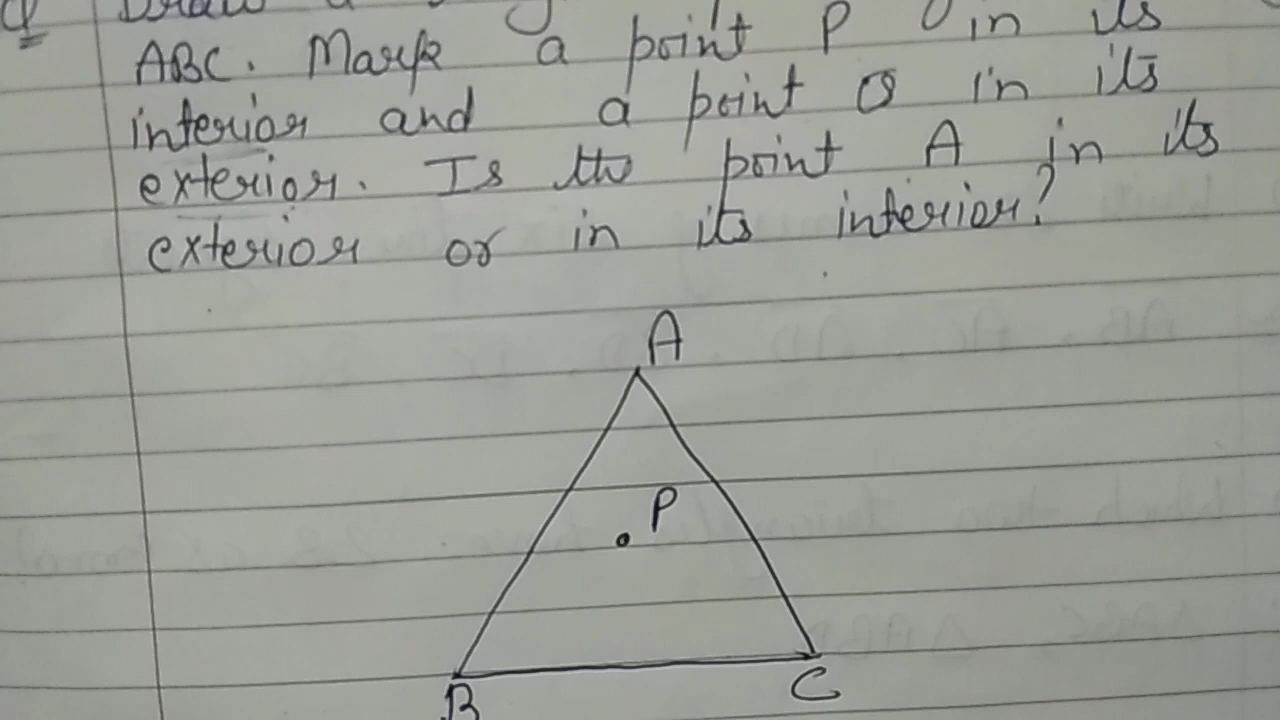 Q Draw a
ABC. Mark a point P in its
interior and a point Q in its
exterior. Is the point A in its
exterior or in its interior?
A
P
B
C